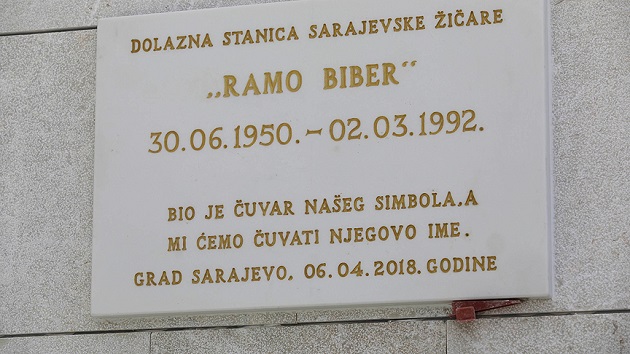 DOLAZNA STANICA SARAJEVSKE ŽIČARE
„RAMO BIBER“
30.06.1950. – 02.03.1992.
BIO JE ČUVAR NAŠEG SIMBOLA, A
MI ĆEMO ČUVATI NJEGOVO IME.
GRAD SARAJEVO, 06.04.2018. GODINE